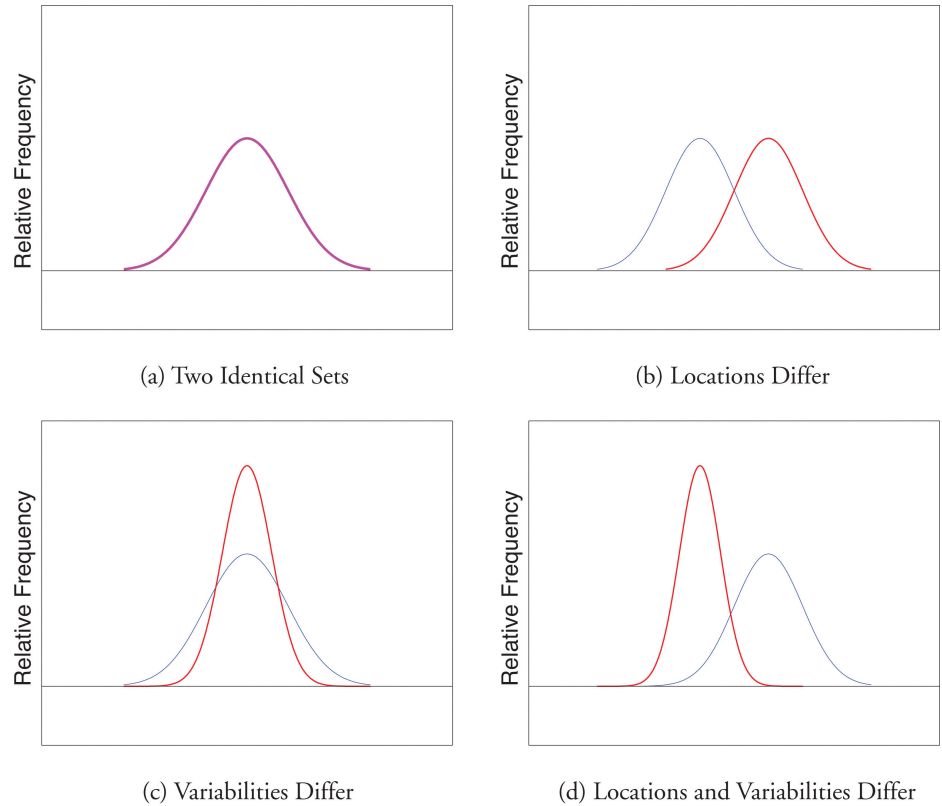 Relative Frequency
Relative Frequency
(a) Two Identical Sets
(b) Locations Differ
Relative Frequency
Relative Frequency
(c) Variabilities Differ
(d) Locations and Variabilities Differ